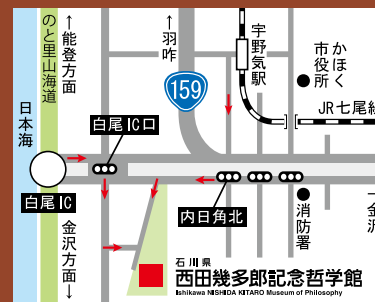 日本海
のと里山海道
↑能登方面
↑羽咋
宇野気駅
かほく
市役所
159
JR七尾線
白尾IC口
白尾IC
内日角北
消防署
金沢方面↓
石川県
西田幾多郎記念哲学館
Ishikawa NISHIDA KITARO Museum of Philosophy